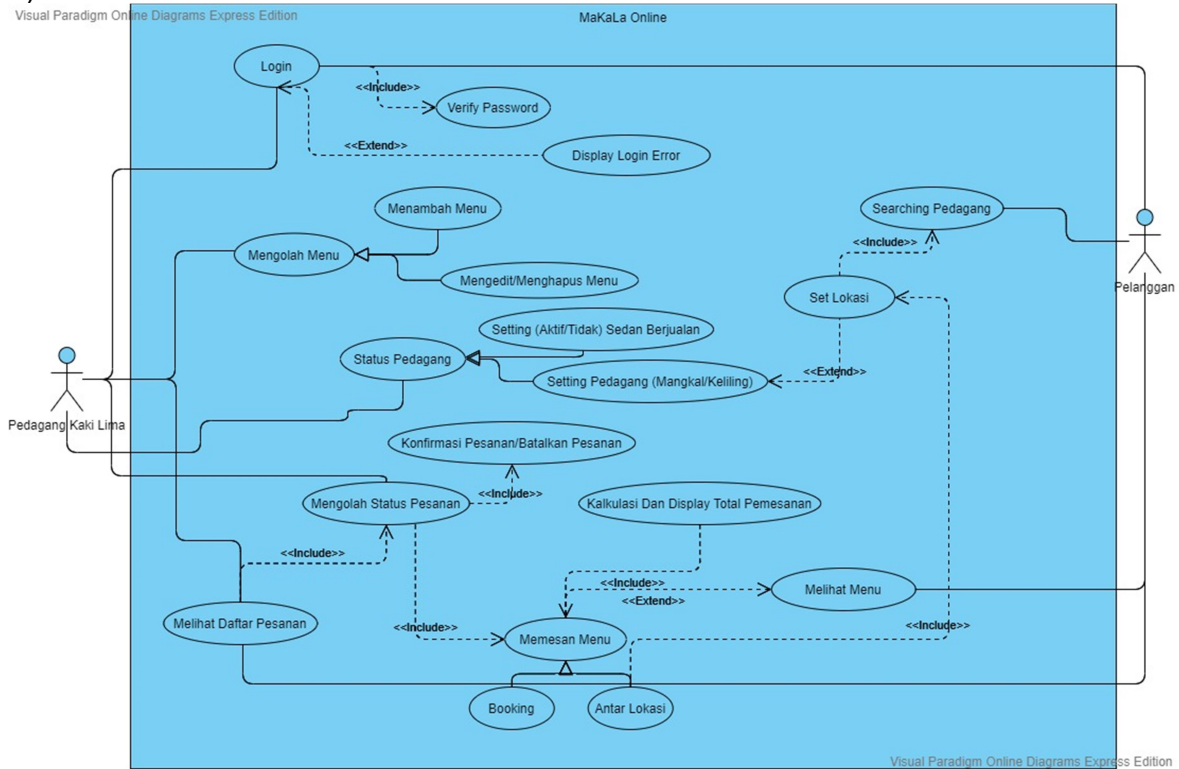 Visual Paradigm Online Diagrams Express Edition
MaKaLa Online
Login
<<Include>>
Verify Password
<<Extend>>
Display Login Error
Menambah Menu
Searching Pedagang
<<Include>>
Mengolah Menu
Mengedit/Menghapus Menu
Set Lokasi
Pelanggan
Setting (Aktif/Tidak) Sedan Berjualan
Status Pedagang
<<Extend>>
Setting Pedagang (Mangkal/Keliling)
Pedagang Kaki Lima
Konfirmasi Pesanan/Batalkan Pesanan
<<Include>>
Mengolah Status Pesanan
Kalkulasi Dan Display Total Pemesanan
<<Include>>
<<Include>>
<<Extend>>
Melihat Menu
Melihat Daftar Pesanan
<<Include>>
Memesan Menu
<<Include>>
Booking
Antar Lokasi
Visual Paradigm Online Diagrams Express Edition